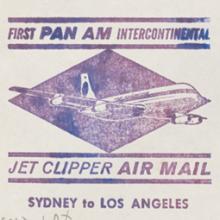 FIRST PAN AM INTERCONTINENTAL
JET CLIPPER AIR MAIL
SYDNEY to LOS ANGELES